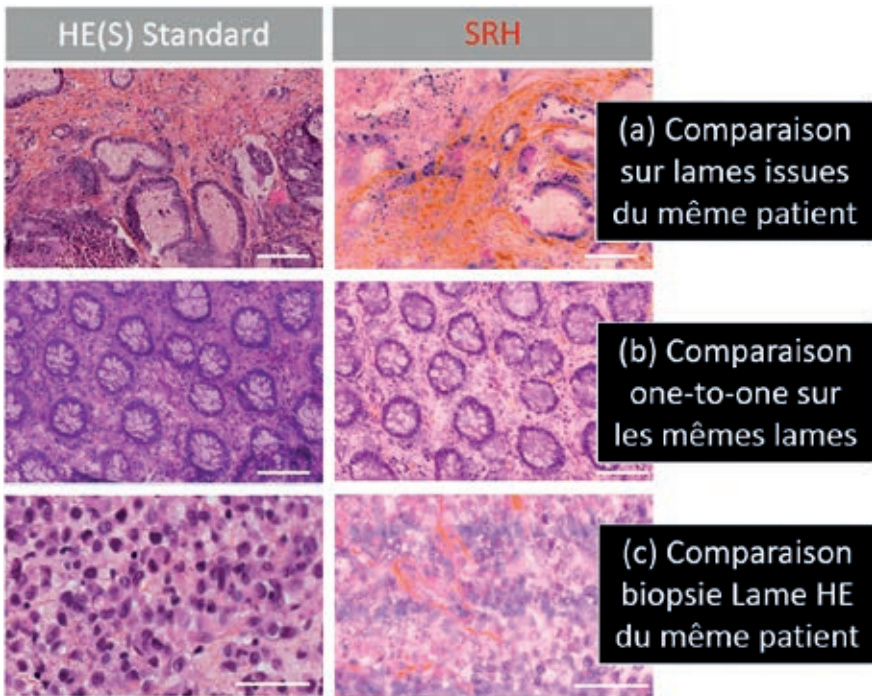 HE(S) Standard
SRH
(a) Comparaison
sur lames issues
du même patient
(b) Comparaison
one-to-one sur
les mêmes lames
(c) Comparaison
biopsie Lame HE
du même patient